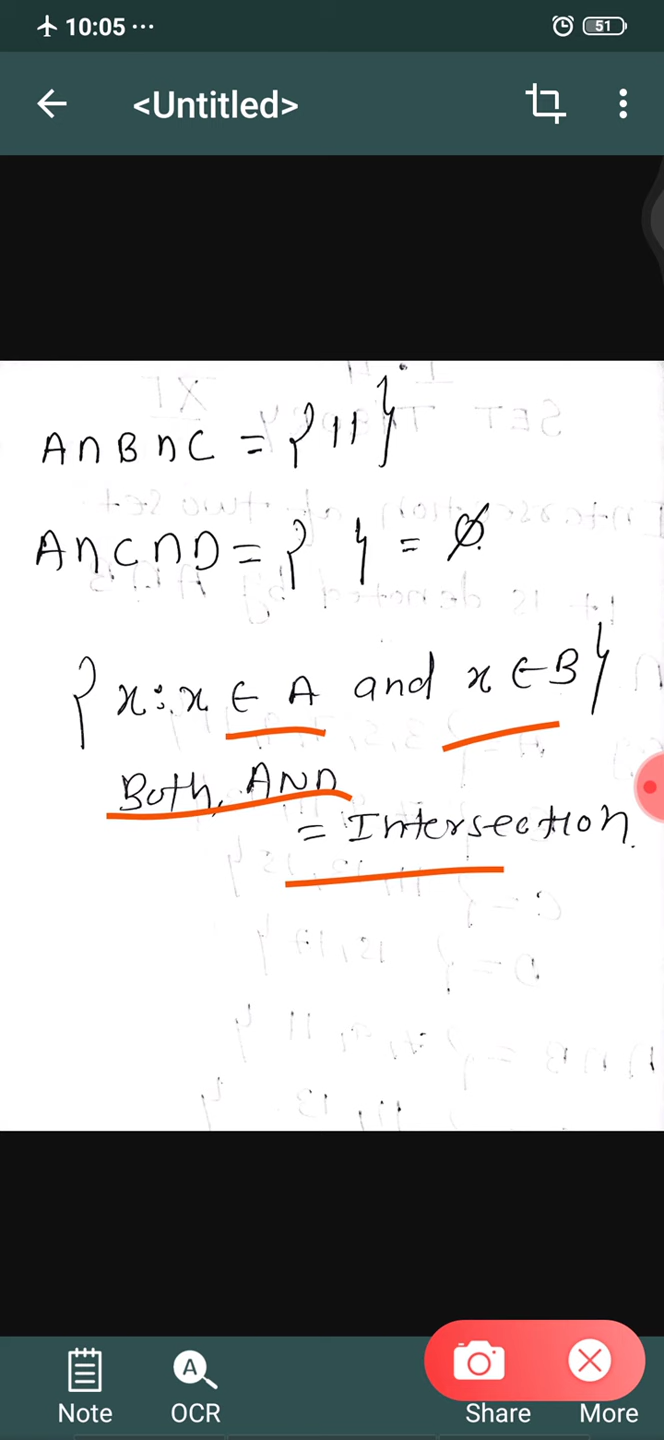 10:05 ...
51
<Untitled>
A∩B∩C = {11}
A∩C∩D = { } = ∅
{x : x ∈ A and x ∈ B}
Both, AND
= Intersection.
Note
OCR
Share
More